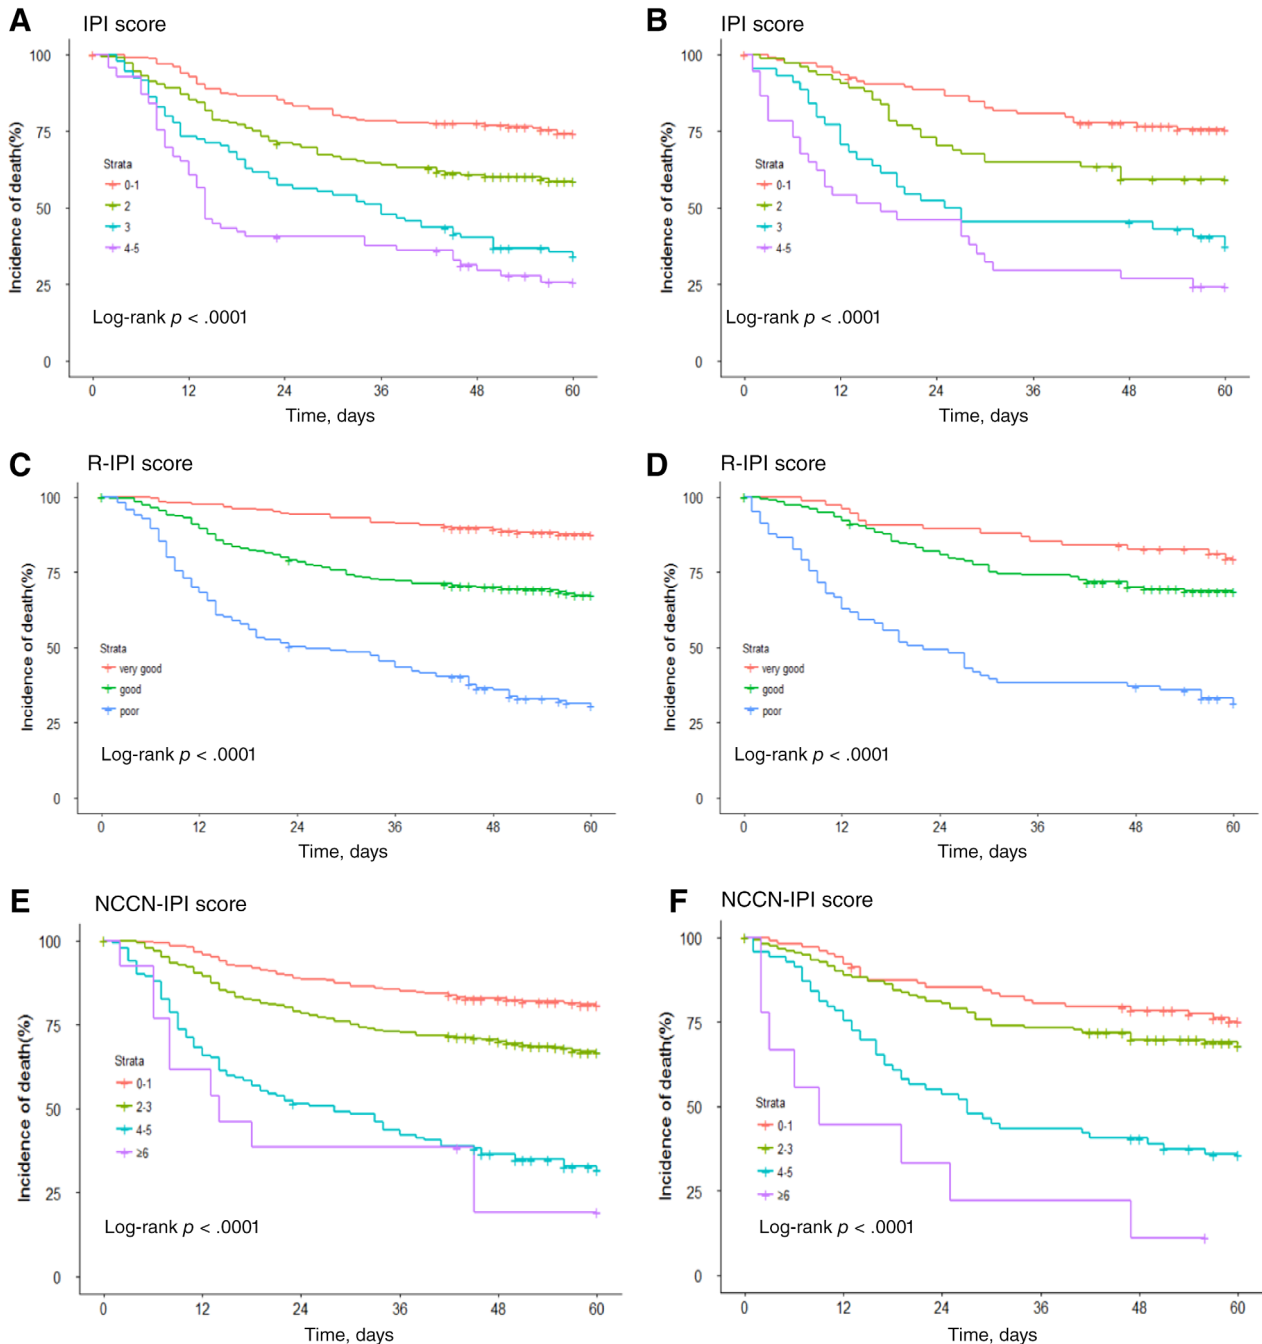 A
IPI score
Incidence of death(%)
100
75
50
25
0
Strata
0-1
2
3
4-5
Log-rank p < .0001
0 12 24 36 48 60
Time, days
B
IPI score
Incidence of death(%)
100
75
50
25
0
Strata
0-1
2
3
4-5
Log-rank p < .0001
0 12 24 36 48 60
Time, days
C
R-IPI score
Incidence of death(%)
100
75
50
25
0
Strata
very good
good
poor
Log-rank p < .0001
0 12 24 36 48 60
Time, days
D
R-IPI score
Incidence of death(%)
100
75
50
25
0
Strata
very good
good
poor
Log-rank p < .0001
0 12 24 36 48 60
Time, days
E
NCCN-IPI score
Incidence of death(%)
100
75
50
25
0
Strata
0-1
2-3
4-5
≥6
Log-rank p < .0001
0 12 24 36 48 60
Time, days
F
NCCN-IPI score
Incidence of death(%)
100
75
50
25
0
Strata
0-1
2-3
4-5
≥6
Log-rank p < .0001
0 12 24 36 48 60
Time, days